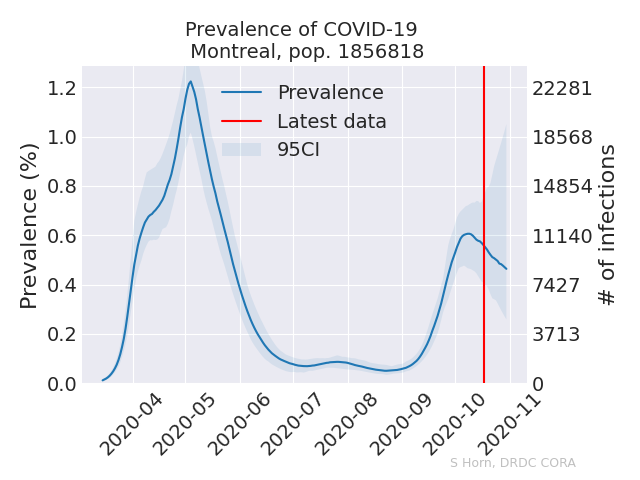 Prevalence of COVID-19
Montreal, pop. 1856818
Prevalence (%)
1.2
1.0
0.8
0.6
0.4
0.2
0.0
Prevalence
Latest data
95CI
22281
18568
14854
11140
7427
3713
0
# of infections
2020-04
2020-05
2020-06
2020-07
2020-08
2020-09
2020-10
2020-11
S Horn, DRDC CORA